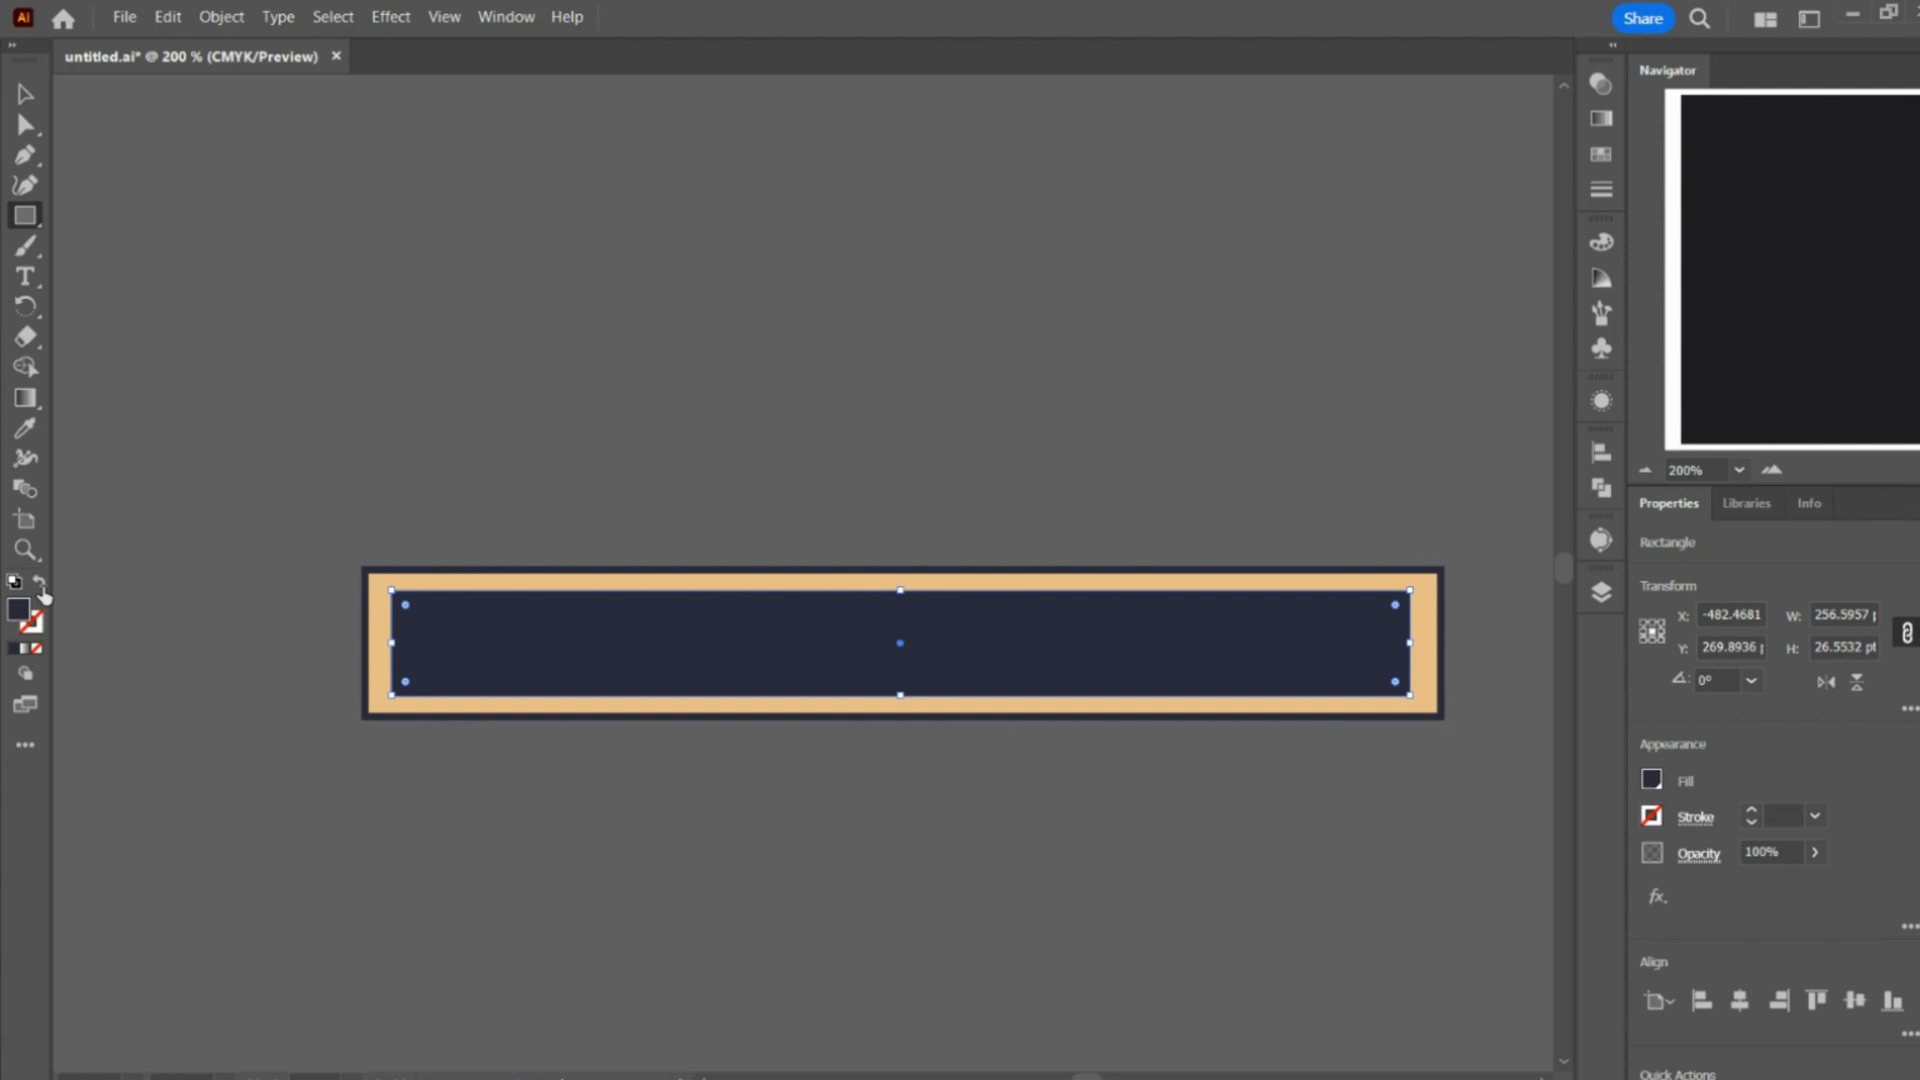 Ai File Edit Object Type Select Effect View Window Help Share
untitled.ai* @ 200 % (CMYK/Preview) ×
Navigator
200%
Properties Libraries Info
Rectangle
Transform
X: -482.4681 W: 256.5957 p
Y: 269.8936 p H: 26.5532 pt
0°
Appearance
Fill
Stroke
Opacity 100%
fx.
Align
Quick Actions